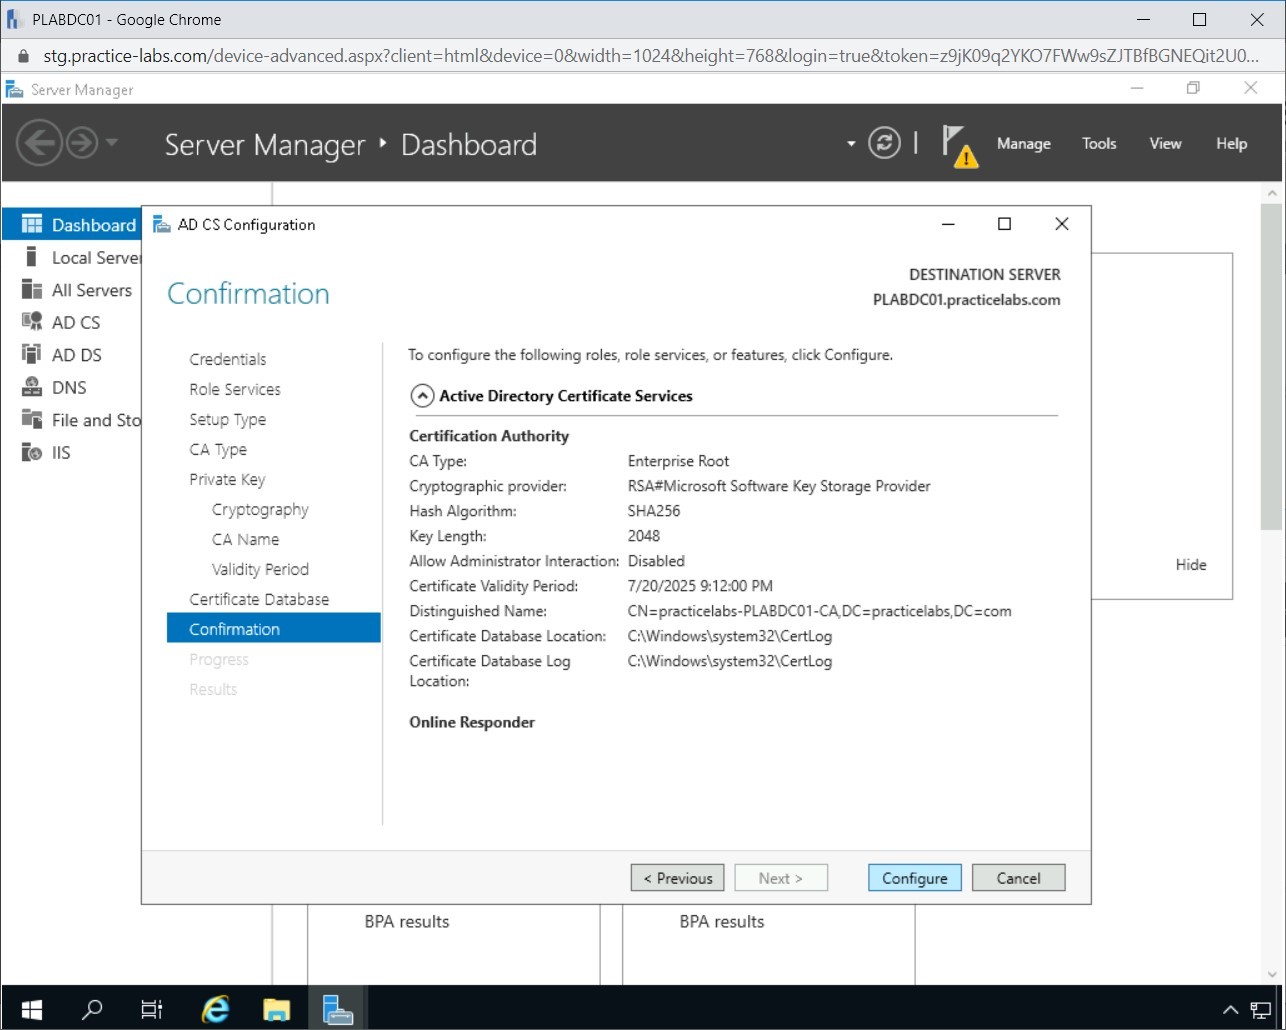 PLABDC01 - Google Chrome
stg.practice-labs.com/device-advanced.aspx?client=html&device=0&width=1024&height=768&login=true&token=z9jK09q2YKO7FWw9sZJTBfBGNEQit2U0...
Server Manager
Server Manager ‣ Dashboard
Manage Tools View Help
Dashboard
Local Server
All Servers
AD CS
AD DS
DNS
File and Sto
IIS
AD CS Configuration
Confirmation
DESTINATION SERVER
PLABDC01.practicelabs.com
Credentials
Role Services
Setup Type
CA Type
Private Key
Cryptography
CA Name
Validity Period
Certificate Database
Confirmation
Progress
Results
To configure the following roles, role services, or features, click Configure.
Active Directory Certificate Services
Certification Authority
CA Type: Enterprise Root
Cryptographic provider: RSA#Microsoft Software Key Storage Provider
Hash Algorithm: SHA256
Key Length: 2048
Allow Administrator Interaction: Disabled
Certificate Validity Period: 7/20/2025 9:12:00 PM
Distinguished Name: CN=practicelabs-PLABDC01-CA,DC=practicelabs,DC=com
Certificate Database Location: C:\Windows\system32\CertLog
Certificate Database Log C:\Windows\system32\CertLog
Location:
Online Responder
Hide
< Previous Next > Configure Cancel
BPA results BPA results